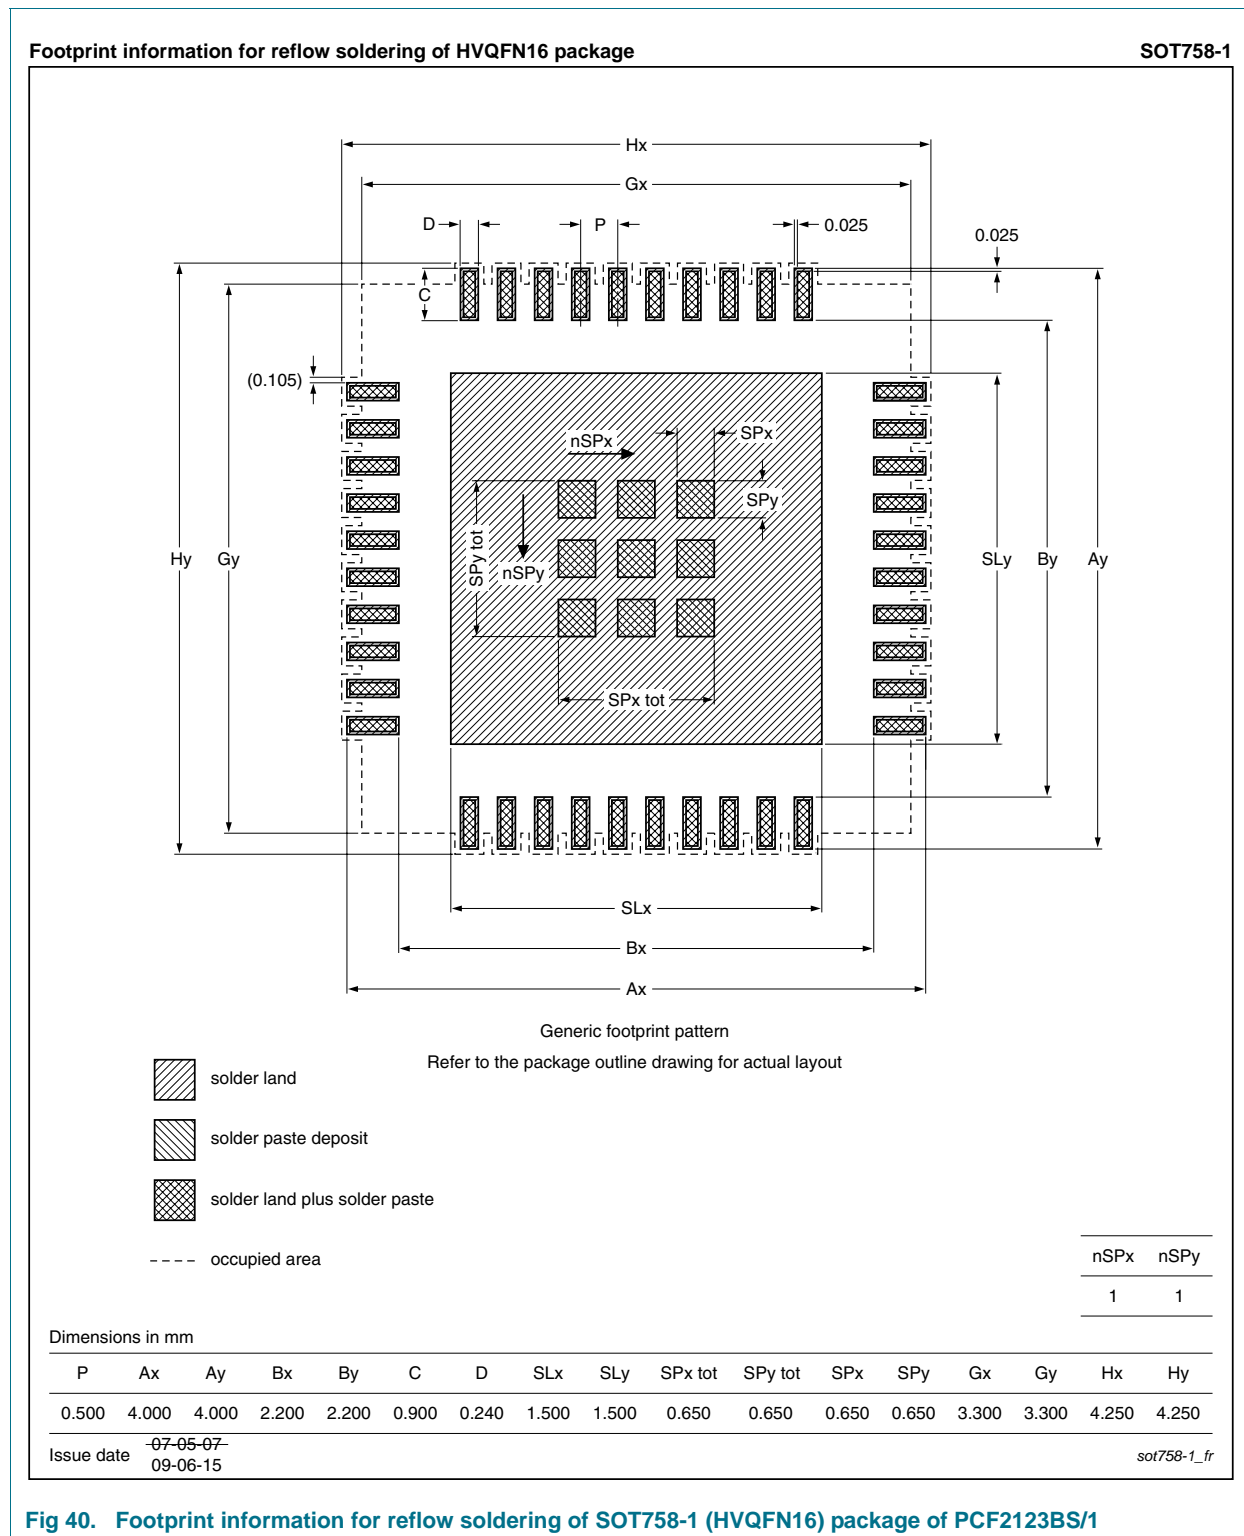 Footprint information for reflow soldering of HVQFN16 package SOT758-1
Hx
Gx
D P 0.025 0.025
C
(0.105)
nSPx SPx
SPy
Hy Gy SPy tot nSPy SLy By Ay
SPx tot
SLx
Bx
Ax
Generic footprint pattern
Refer to the package outline drawing for actual layout
solder land
solder paste deposit
solder land plus solder paste
occupied area
nSPx nSPy
1 1
Dimensions in mm
P Ax Ay Bx By C D SLx SLy SPx tot SPy tot SPx SPy Gx Gy Hx Hy
0.500 4.000 4.000 2.200 2.200 0.900 0.240 1.500 1.500 0.650 0.650 0.650 0.650 3.300 3.300 4.250 4.250
Issue date 07-05-07
09-06-15
sot758-1_fr
Fig 40. Footprint information for reflow soldering of SOT758-1 (HVQFN16) package of PCF2123BS/1